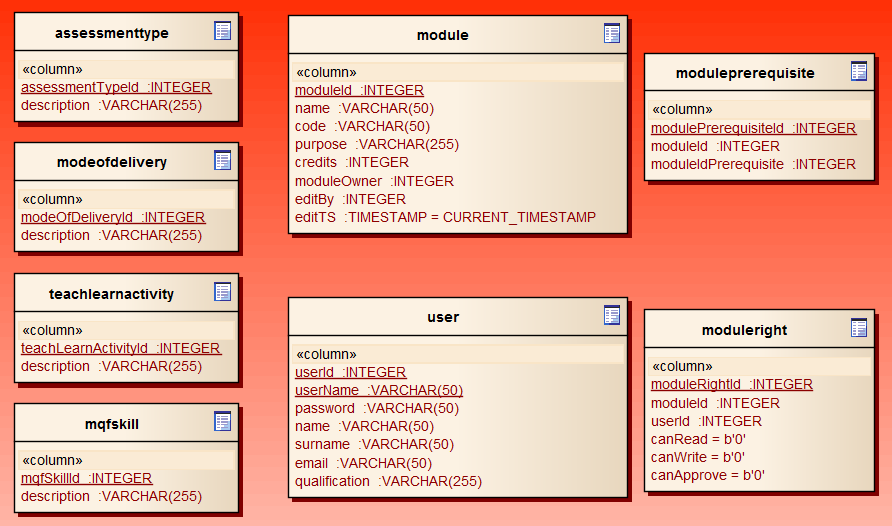 assessmenttype
«column»
assessmentTypeId :INTEGER
description :VARCHAR(255)
modeofdelivery
«column»
modeOfDeliveryId :INTEGER
description :VARCHAR(255)
teachlearnactivity
«column»
teachLearnActivityId :INTEGER
description :VARCHAR(255)
mqfskill
«column»
mqfSkillId :INTEGER
description :VARCHAR(255)
module
«column»
moduleId :INTEGER
name :VARCHAR(50)
code :VARCHAR(50)
purpose :VARCHAR(255)
credits :INTEGER
moduleOwner :INTEGER
editBy :INTEGER
editTS :TIMESTAMP = CURRENT_TIMESTAMP
user
«column»
userId :INTEGER
userName :VARCHAR(50)
password :VARCHAR(50)
name :VARCHAR(50)
surname :VARCHAR(50)
email :VARCHAR(50)
qualification :VARCHAR(255)
moduleprerequisite
«column»
modulePrerequisiteId :INTEGER
moduleId :INTEGER
moduleIdPrerequisite :INTEGER
moduleright
«column»
moduleRightId :INTEGER
moduleId :INTEGER
userId :INTEGER
canRead = b'0'
canWrite = b'0'
canApprove = b'0'